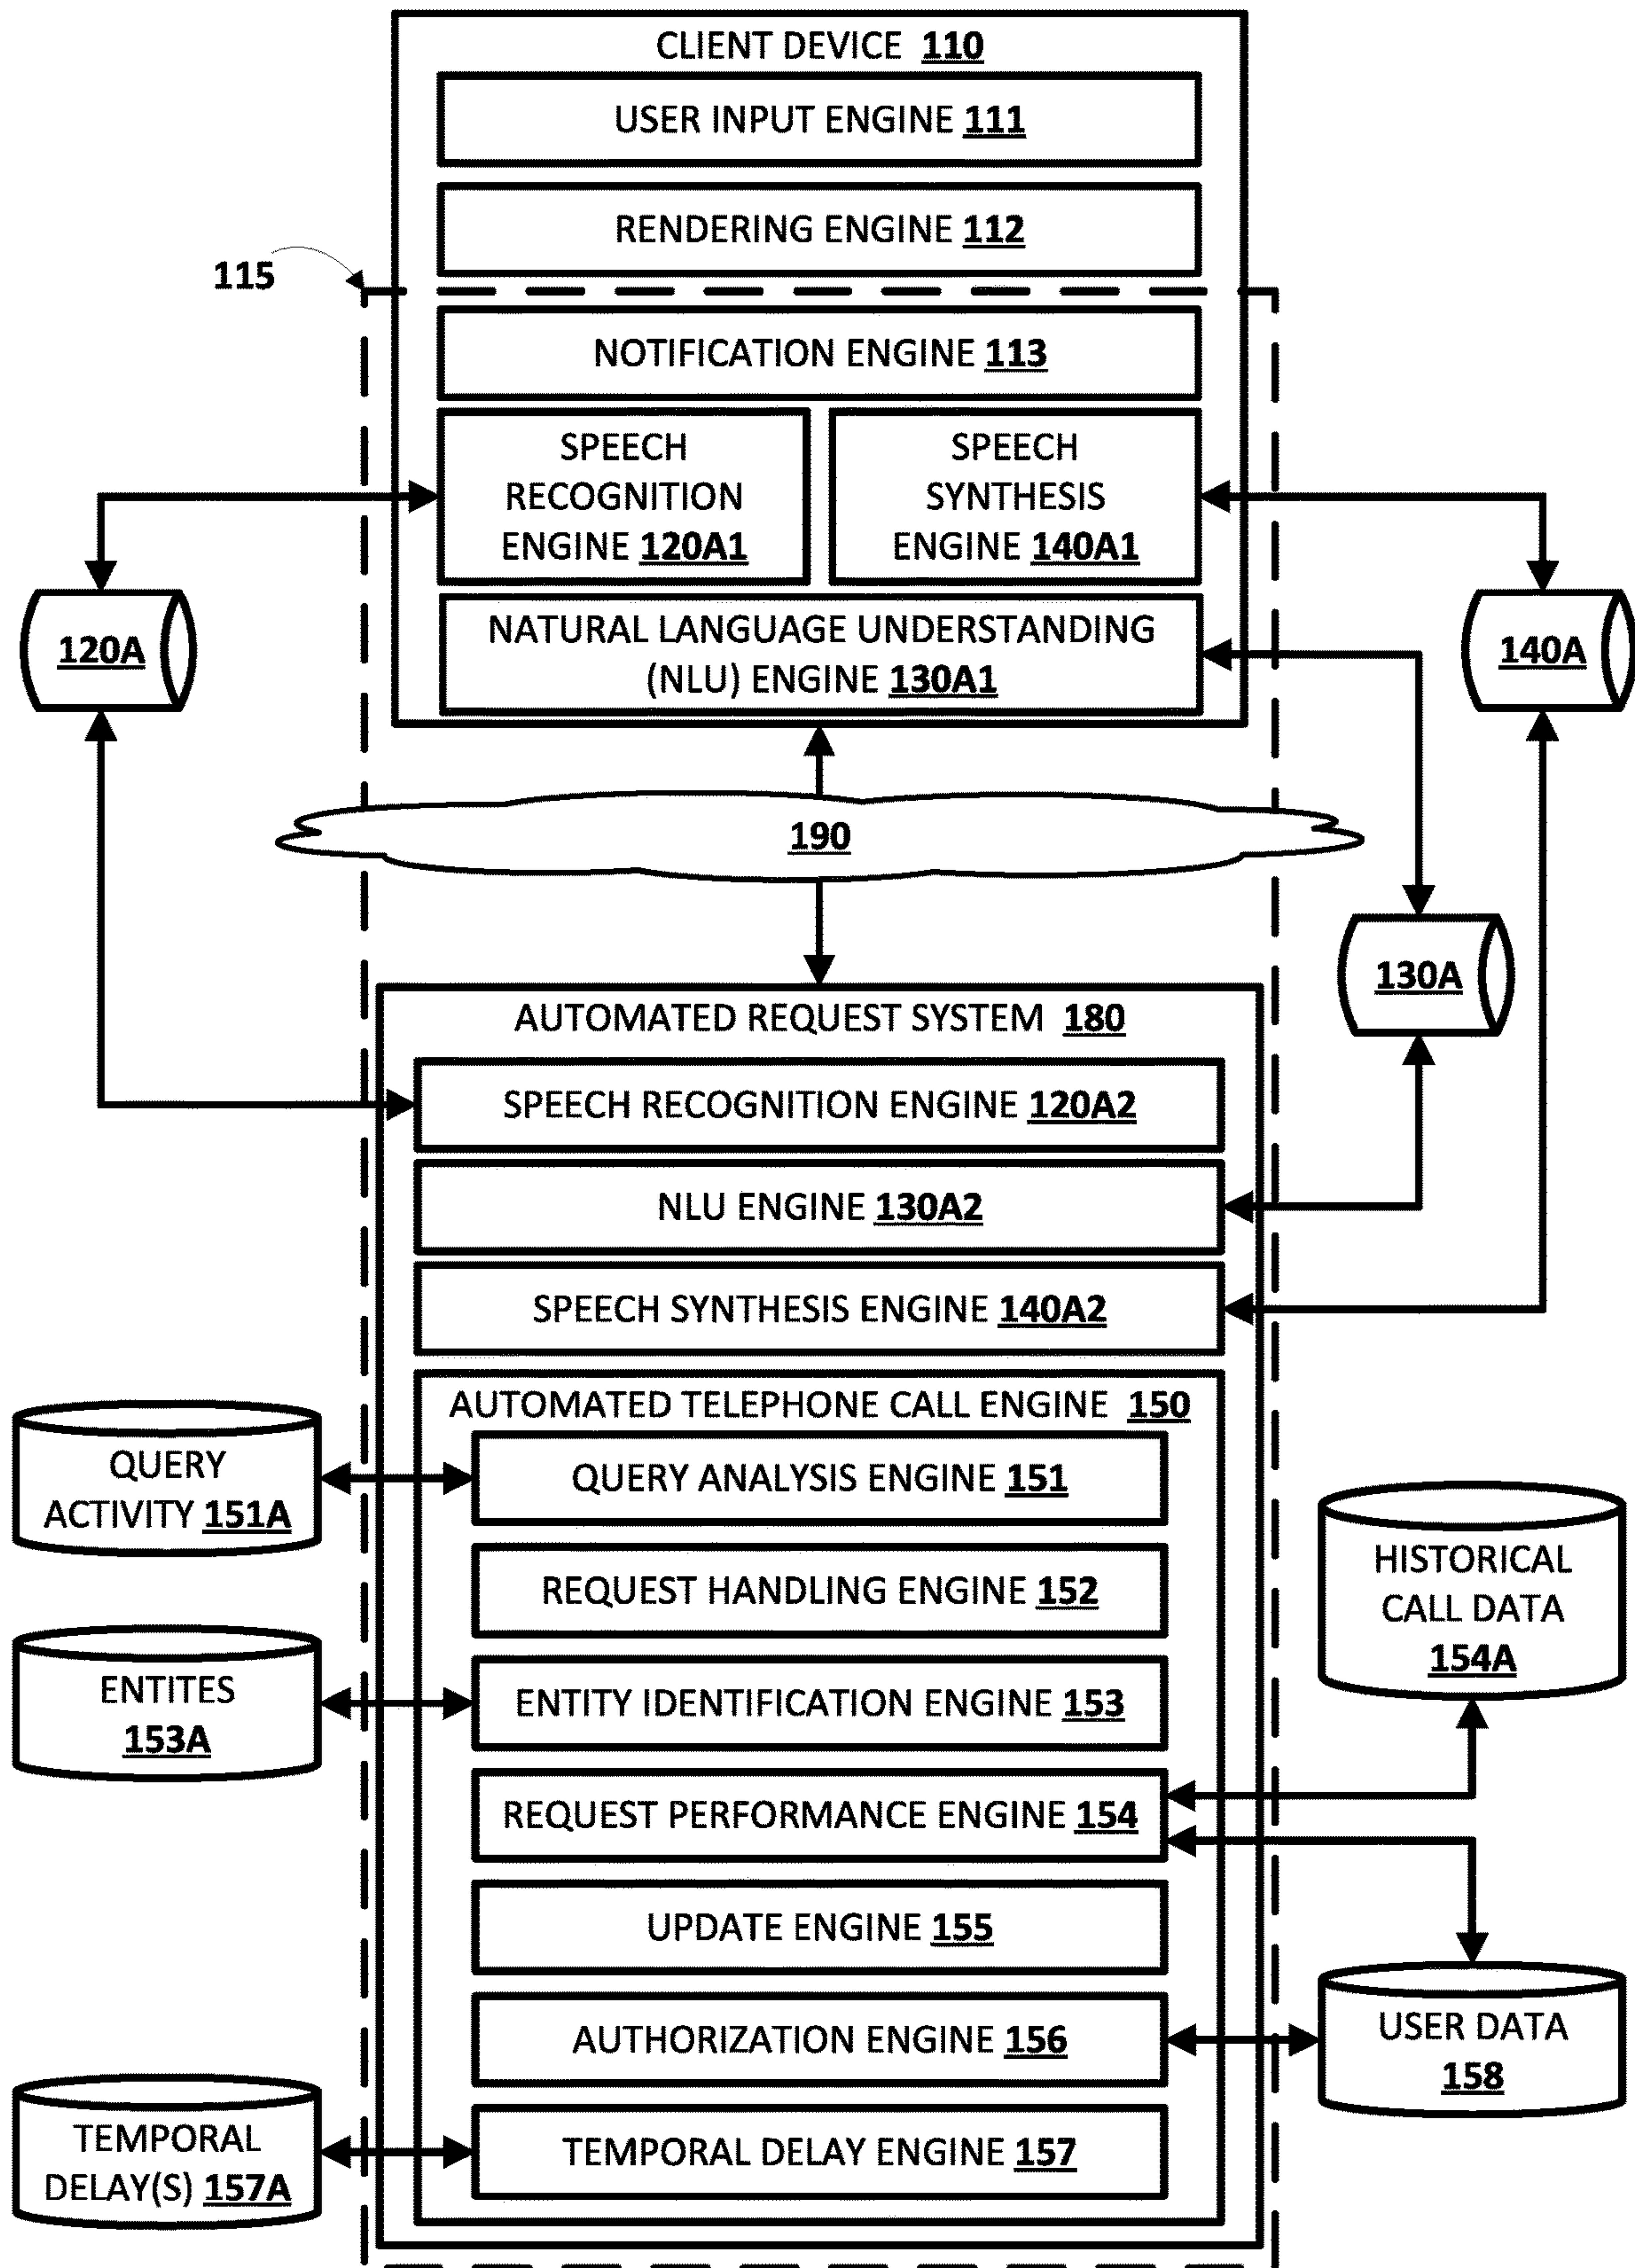 CLIENT DEVICE 110
USER INPUT ENGINE 111
RENDERING ENGINE 112
115
NOTIFICATION ENGINE 113
SPEECH
RECOGNITION
ENGINE 120A1
SPEECH
SYNTHESIS
ENGINE 140A1
120A
140A
NATURAL LANGUAGE UNDERSTANDING
(NLU) ENGINE 130A1
190
130A
AUTOMATED REQUEST SYSTEM 180
SPEECH RECOGNITION ENGINE 120A2
NLU ENGINE 130A2
SPEECH SYNTHESIS ENGINE 140A2
AUTOMATED TELEPHONE CALL ENGINE 150
QUERY
ACTIVITY 151A
QUERY ANALYSIS ENGINE 151
REQUEST HANDLING ENGINE 152
HISTORICAL
CALL DATA
154A
ENTITES
153A
ENTITY IDENTIFICATION ENGINE 153
REQUEST PERFORMANCE ENGINE 154
UPDATE ENGINE 155
AUTHORIZATION ENGINE 156
USER DATA
158
TEMPORAL
DELAY(S) 157A
TEMPORAL DELAY ENGINE 157